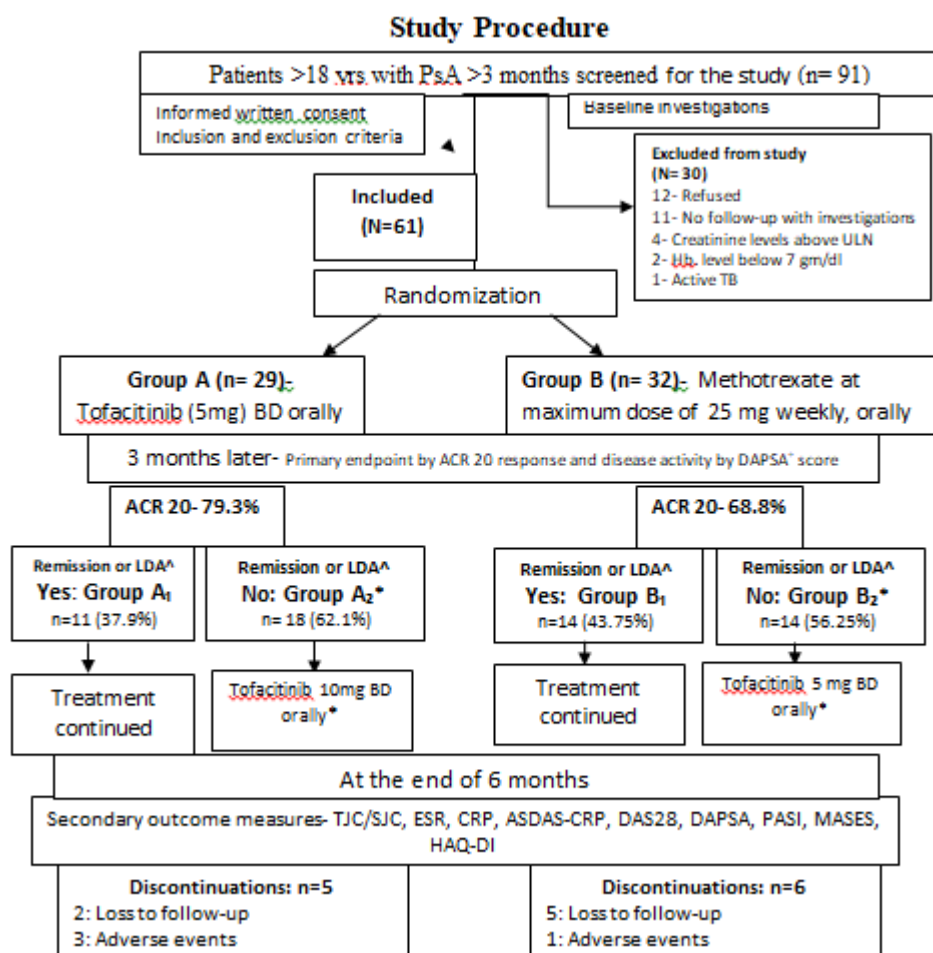 Study Procedure
Patients >18 yrs with PsA >3 months screened for the study (n= 91)
Informed written consent
Inclusion and exclusion criteria
Baseline investigations
Excluded from study
(N= 30)
12- Refused
11- No follow-up with investigations
4- Creatinine levels above ULN
2- Hb. level below 7 gm/dl
1- Active TB
Included
(N=61)
Randomization
Group A (n= 29)-
Tofacitinib (5mg) BD orally
Group B (n= 32)- Methotrexate at
maximum dose of 25 mg weekly, orally
3 months later- Primary endpoint by ACR 20 response and disease activity by DAPSA⁺ score
ACR 20- 79.3%
ACR 20- 68.8%
Remission or LDA^
Yes: Group A₁
n=11 (37.9%)
Remission or LDA^
No: Group A₂*
n= 18 (62.1%)
Remission or LDA^
Yes: Group B₁
n=14 (43.75%)
Remission or LDA^
No: Group B₂*
n=14 (56.25%)
Treatment
continued
Tofacitinib 10mg BD
orally*
Treatment
continued
Tofacitinib 5 mg BD
orally*
At the end of 6 months
Secondary outcome measures- TJC/SJC, ESR, CRP, ASDAS-CRP, DAS28, DAPSA, PASI, MASES,
HAQ-DI
Discontinuations: n=5
2: Loss to follow-up
3: Adverse events
Discontinuations: n=6
5: Loss to follow-up
1: Adverse events